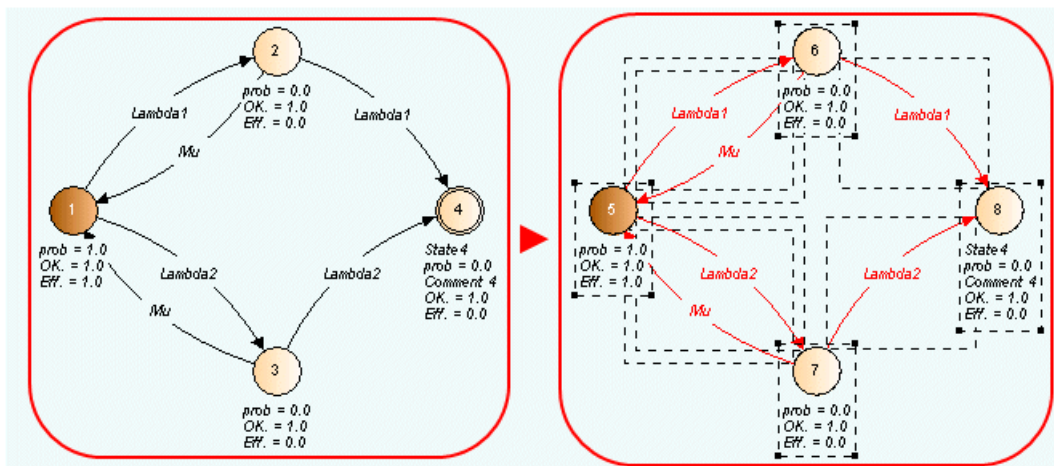 2
prob = 0.0
OK. = 1.0
Eff. = 0.0
Lambda1
Lambda1
Mu
1
prob = 1.0
OK. = 1.0
Eff. = 1.0
4
State4
prob = 0.0
Comment 4
OK. = 1.0
Eff. = 0.0
Lambda2
Lambda2
Mu
3
prob = 0.0
OK. = 1.0
Eff. = 0.0
6
prob = 0.0
OK. = 1.0
Eff. = 0.0
Lambda1
Lambda1
Mu
5
prob = 1.0
OK. = 1.0
Eff. = 1.0
8
State4
prob = 0.0
Comment 4
OK. = 1.0
Eff. = 0.0
Lambda2
Lambda2
Mu
7
prob = 0.0
OK. = 1.0
Eff. = 0.0